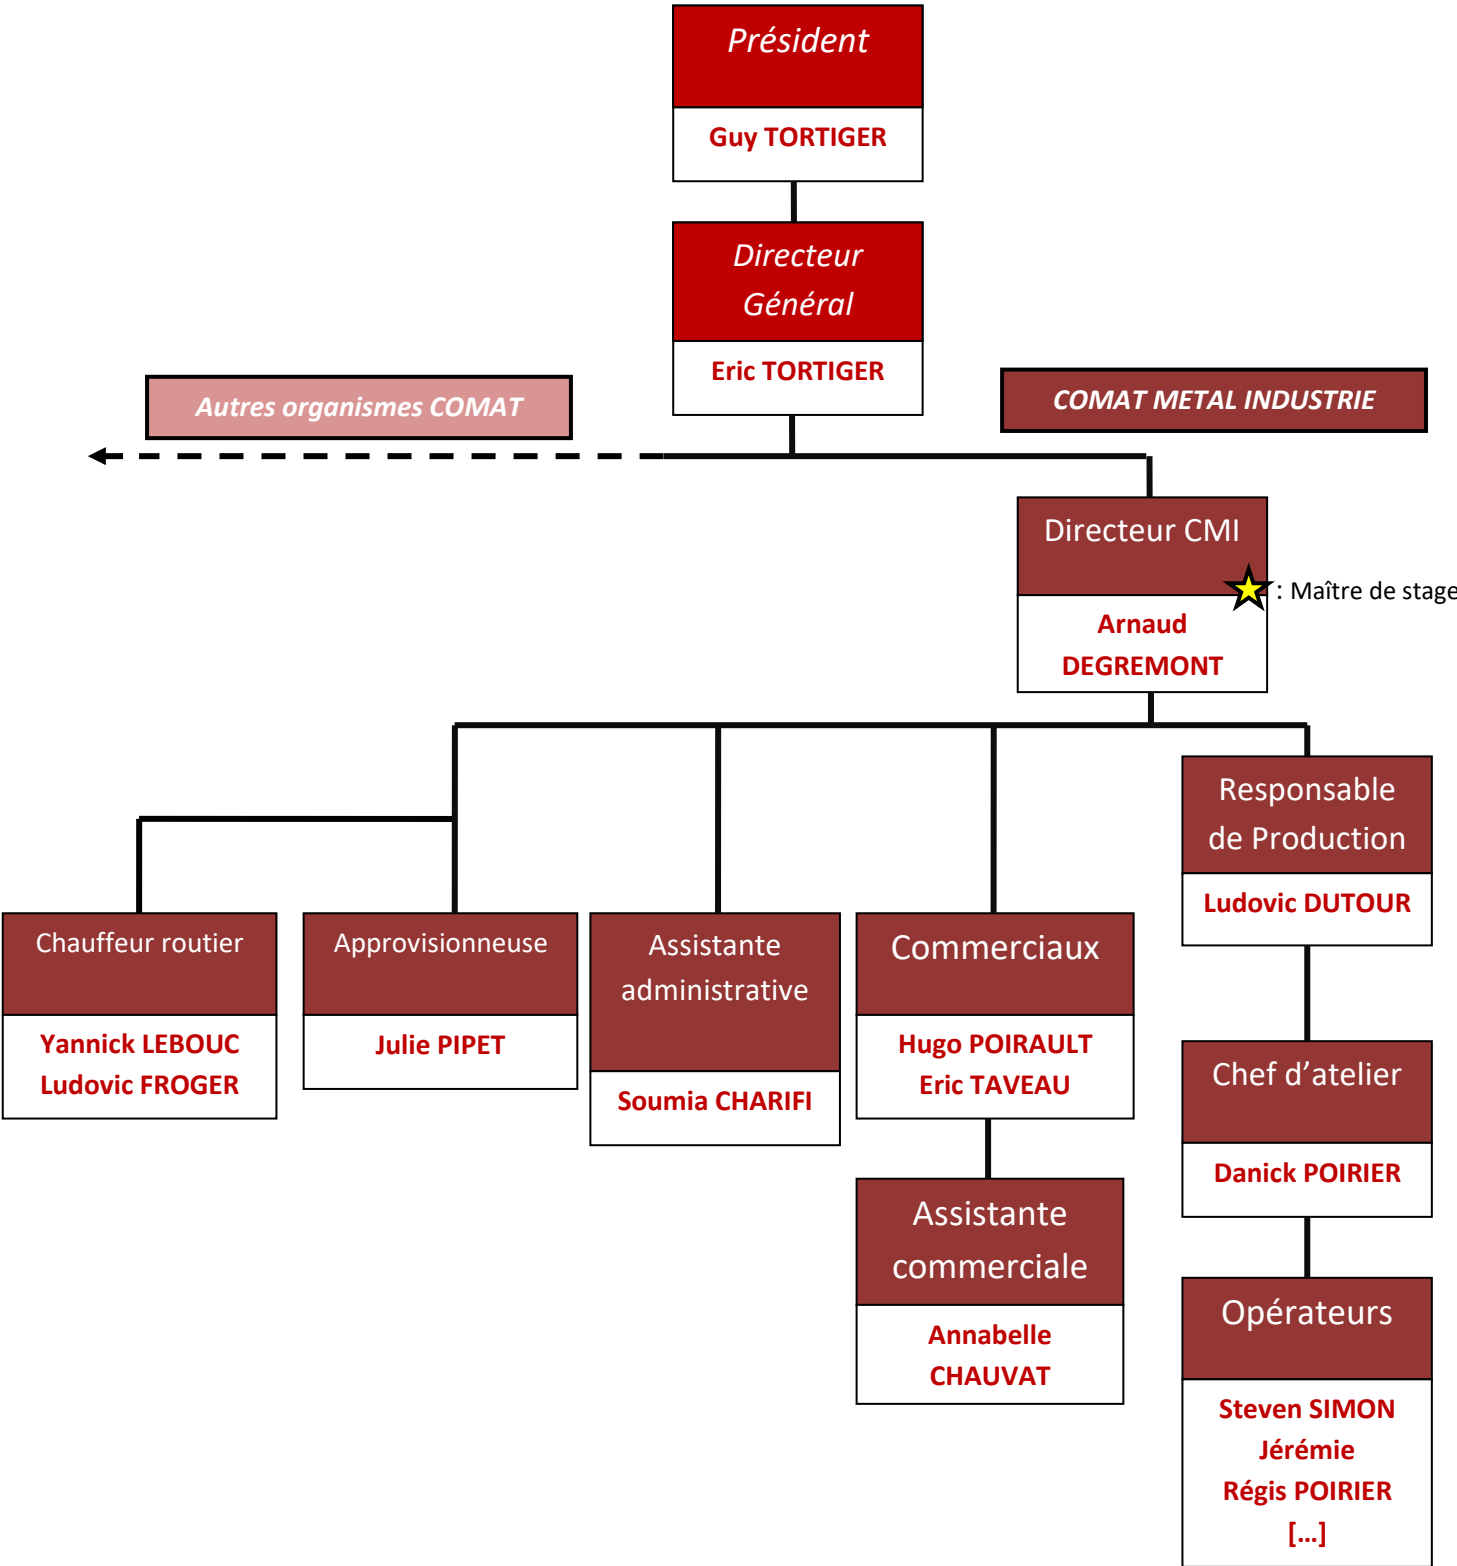 Président
Guy TORTIGER
Directeur
Général
Eric TORTIGER
Autres organismes COMAT
COMAT METAL INDUSTRIE
Directeur CMI
: Maître de stage
Arnaud
DEGREMONT
Responsable
de Production
Ludovic DUTOUR
Chauffeur routier
Yannick LEBOUC
Ludovic FROGER
Approvisionneuse
Julie PIPET
Assistante
administrative
Soumia CHARIFI
Commerciaux
Hugo POIRAULT
Eric TAVEAU
Chef d’atelier
Danick POIRIER
Assistante
commerciale
Annabelle
CHAUVAT
Opérateurs
Steven SIMON
Jérémie
Régis POIRIER
[…]